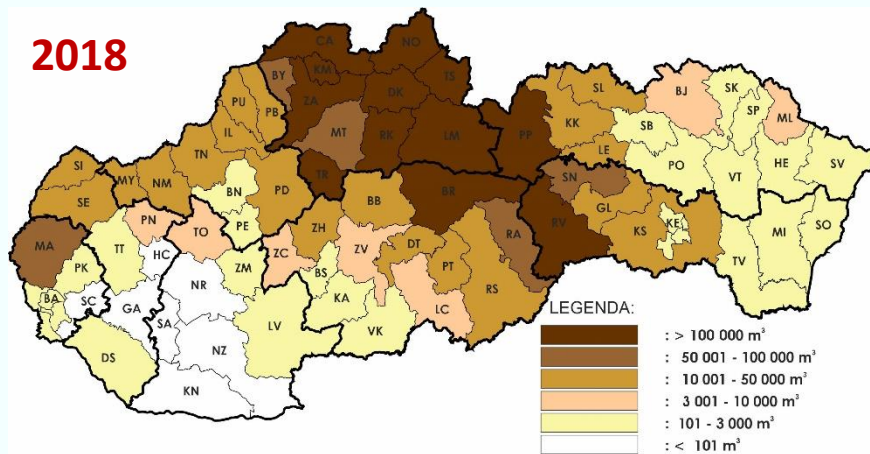 2018
CA
NO
BY
KM
TS
ZA
DK
PU
PB
MT
RK
LM
PP
SL
BJ
SK
SP
ML
IL
KK
SB
TN
TR
LE
PO
VT
HE
SV
SI
MY
NM
BN
PD
BR
SN
SE
BB
GL
PE
RV
KS
KE
MI
SO
PN
TO
ZH
RA
MA
TT
HC
ZC
ZV
DT
TV
PK
ZM
BS
PT
BA
SC
NR
KA
RS
GA
SA
LV
VK
LC
DS
NZ
KN
LEGENDA:
: > 100 000 m³
: 50 001 - 100 000 m³
: 10 001 - 50 000 m³
: 3 001 - 10 000 m³
: 101 - 3 000 m³
: < 101 m³